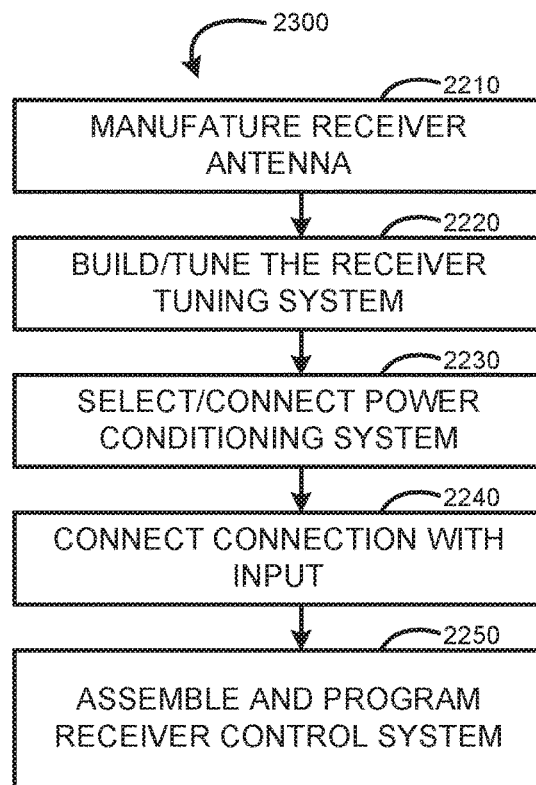 2300
2210
MANUFATURE RECEIVER
ANTENNA
2220
BUILD/TUNE THE RECEIVER
TUNING SYSTEM
2230
SELECT/CONNECT POWER
CONDITIONING SYSTEM
2240
CONNECT CONNECTION WITH
INPUT
2250
ASSEMBLE AND PROGRAM
RECEIVER CONTROL SYSTEM